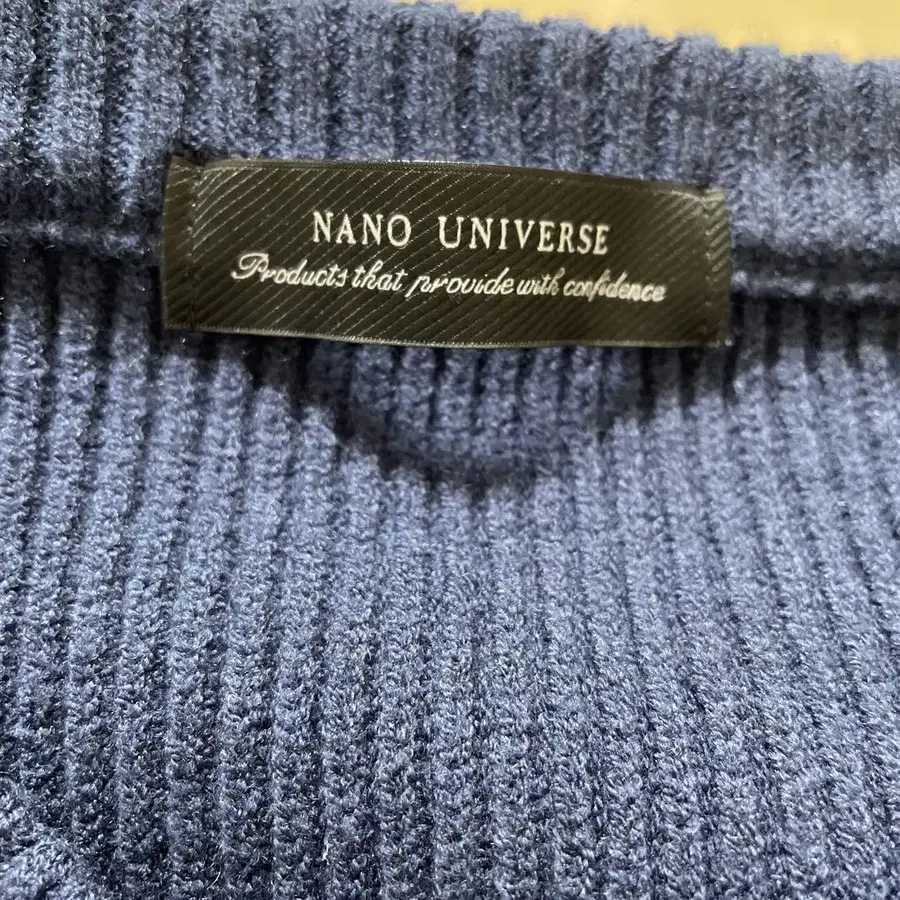 NANO UNIVERSE
Products that provide with confidence